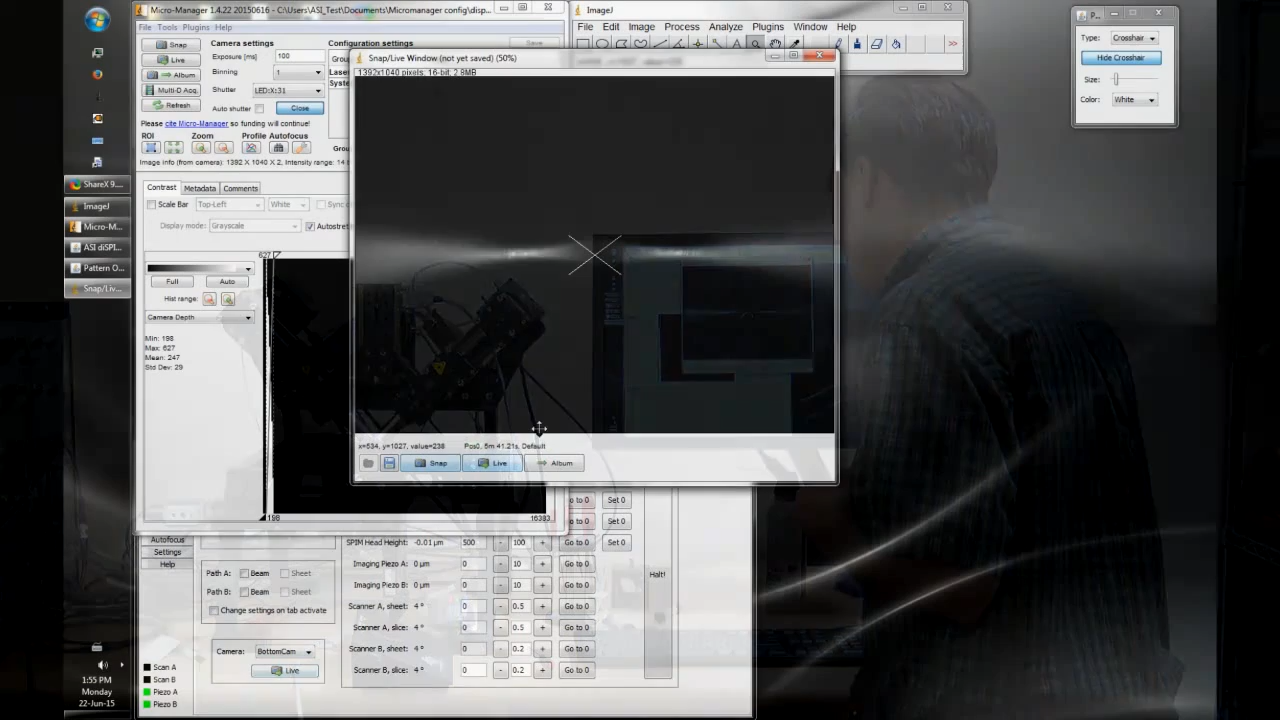 Micro-Manager 1.4.22 20150616 - C:\Users\ASI_Test\Documents\Micromanager config\disp...
File Tools Plugins Help
Snap
Live
Album
Multi-D Acq.
Refresh
Camera settings
Exposure [ms] 100
Binning 1
Shutter LED:X:31
Auto shutter Close
Configuration settings
Save
Please cite Micro-Manager so funding will continue!
ROI Zoom Profile Autofocus
Image info (from camera): 1392 X 1040 X 2, Intensity range: 14
Contrast Metadata Comments
Scale Bar Top-Left White
Display mode: Grayscale
627
Full Auto
Hist range:
Camera Depth
Min: 198
Max: 627
Mean: 247
Std Dev: 29
198 16383
ImageJ
File Edit Image Process Analyze Plugins Window Help
P...
Type: Crosshair
Hide Crosshair
Size:
Color: White
Snap/Live Window (not yet saved) (50%)
1392x1040 pixels; 16-bit; 2.8MB
x=534, y=1027, value=238 Pos0, 5m 41.21s, Default
Snap Live Album
ShareX 9....
ImageJ
Micro-M...
ASI diSPI...
Pattern O...
Snap/Liv...
1:55 PM
Monday
22-Jun-15
Autofocus
Settings
Help
Path A: Beam Sheet
Path B: Beam Sheet
Change settings on tab activate
Camera: BottomCam
Live
Scan A
Scan B
Piezo A
Piezo B
go to 0 Set 0
go to 0 Set 0
SPIM Head Height: -0.01 µm 500 - 100 + Go to 0 Set 0
Imaging Piezo A: 0 µm 0 - 10 + Go to 0
Imaging Piezo B: 0 µm 0 - 10 + Go to 0
Scanner A, sheet: 4 ° 0 - 0.5 + Go to 0
Scanner A, slice: 4 ° 0 - 0.5 + Go to 0
Scanner B, sheet: 4 ° 0 - 0.2 + Go to 0
Scanner B, slice: 4 ° 0 - 0.2 + Go to 0
Halt!